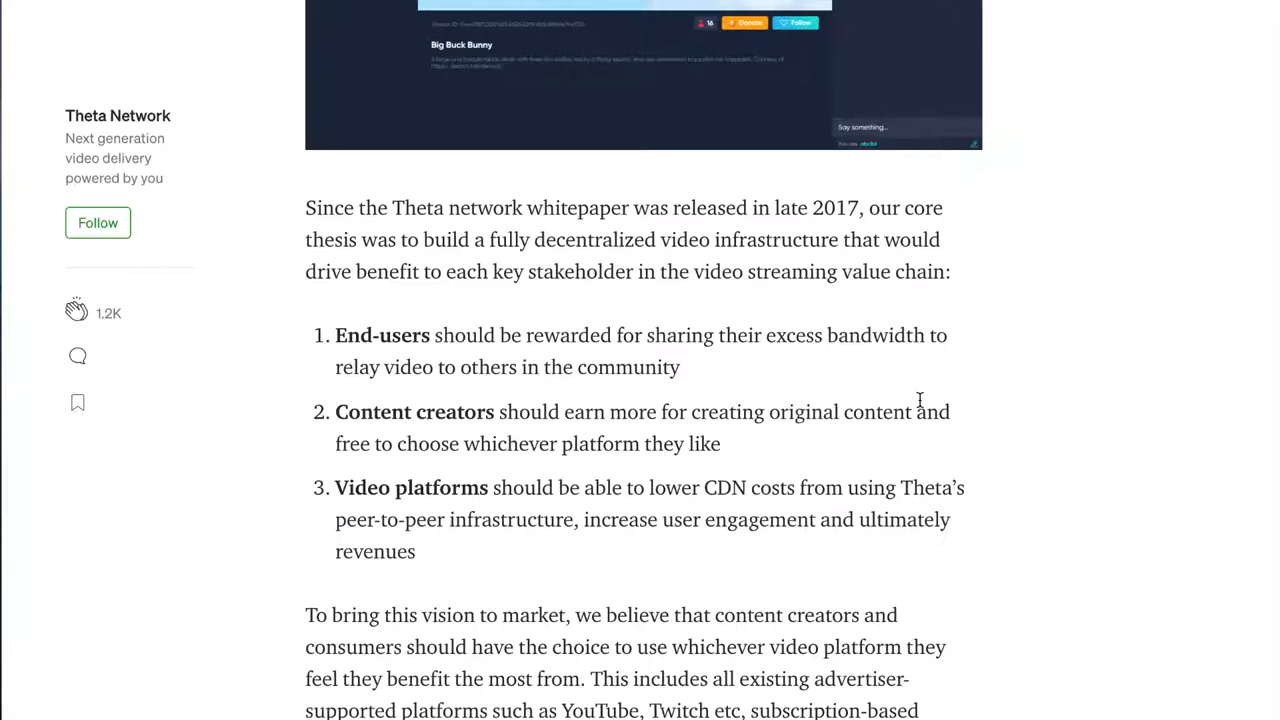 16
Donate
Follow
Big Buck Bunny
Say something...
Theta Network
Next generation
video delivery
powered by you
Follow
1.2K
Since the Theta network whitepaper was released in late 2017, our core
thesis was to build a fully decentralized video infrastructure that would
drive benefit to each key stakeholder in the video streaming value chain:
1. End-users should be rewarded for sharing their excess bandwidth to
relay video to others in the community
2. Content creators should earn more for creating original content and
free to choose whichever platform they like
3. Video platforms should be able to lower CDN costs from using Theta’s
peer-to-peer infrastructure, increase user engagement and ultimately
revenues
To bring this vision to market, we believe that content creators and
consumers should have the choice to use whichever video platform they
feel they benefit the most from. This includes all existing advertiser-
supported platforms such as YouTube, Twitch etc, subscription-based